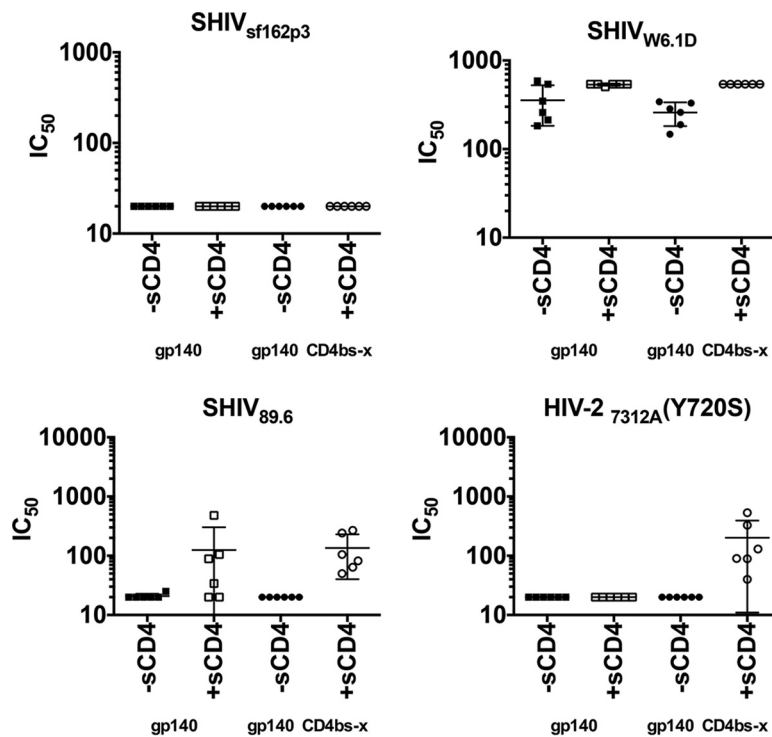 SHIVsf162p3
IC50
1000
100
10
-sCD4
+sCD4
-sCD4
+sCD4
gp140
gp140 CD4bs-x
SHIVW6.1D
IC50
1000
100
10
-sCD4
+sCD4
-sCD4
+sCD4
gp140
gp140 CD4bs-x
SHIV89.6
IC50
10000
1000
100
10
-sCD4
+sCD4
-sCD4
+sCD4
gp140
gp140 CD4bs-x
HIV-2 7312A(Y720S)
IC50
10000
1000
100
10
-sCD4
+sCD4
-sCD4
+sCD4
gp140
gp140 CD4bs-x